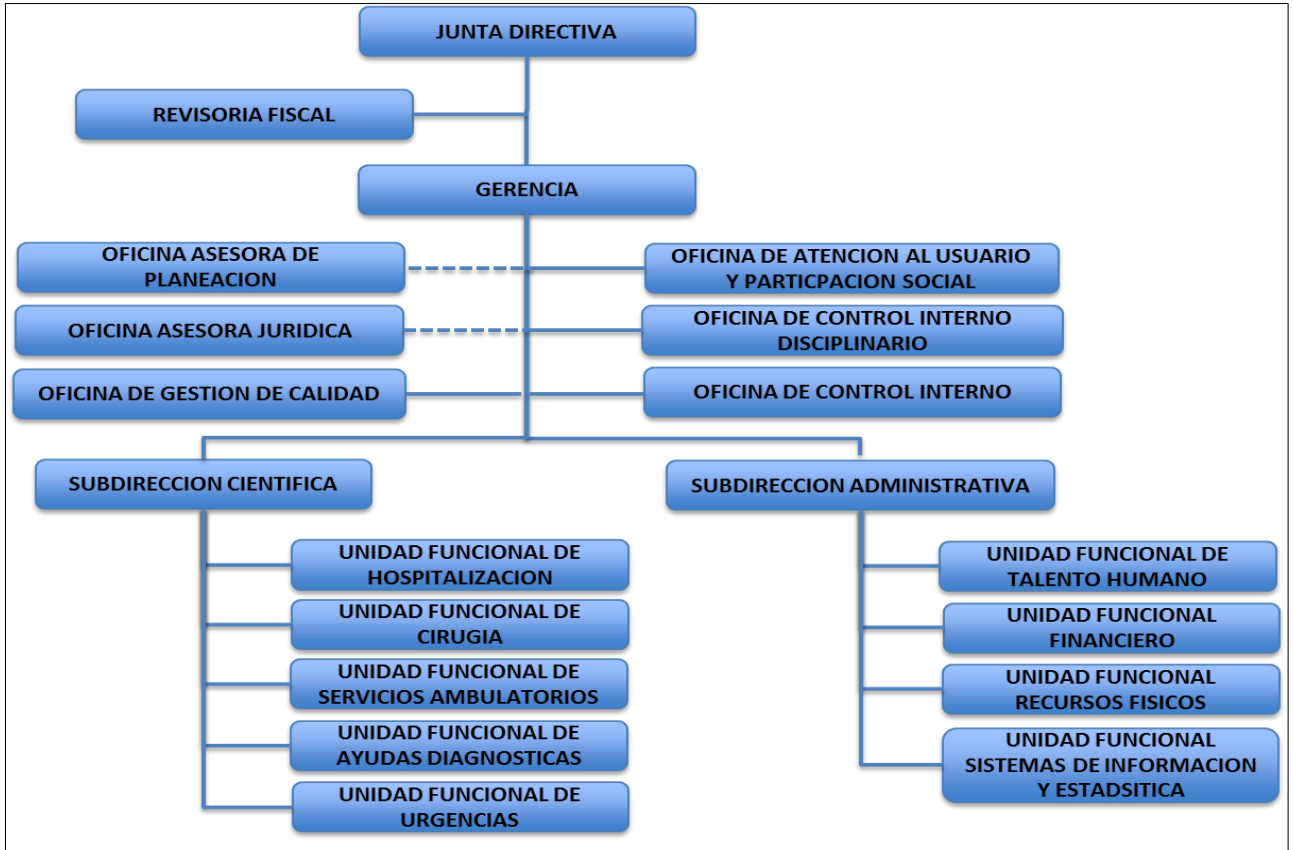 JUNTA DIRECTIVA
REVISORIA FISCAL
GERENCIA
OFICINA ASESORA DE
PLANEACION
OFICINA DE ATENCION AL USUARIO
Y PARTICPACION SOCIAL
OFICINA ASESORA JURIDICA
OFICINA DE CONTROL INTERNO
DISCIPLINARIO
OFICINA DE GESTION DE CALIDAD
OFICINA DE CONTROL INTERNO
SUBDIRECCION CIENTIFICA
SUBDIRECCION ADMINISTRATIVA
UNIDAD FUNCIONAL DE
HOSPITALIZACION
UNIDAD FUNCIONAL DE
CIRUGIA
UNIDAD FUNCIONAL DE
SERVICIOS AMBULATORIOS
UNIDAD FUNCIONAL DE
AYUDAS DIAGNOSTICAS
UNIDAD FUNCIONAL DE
URGENCIAS
UNIDAD FUNCIONAL DE
TALENTO HUMANO
UNIDAD FUNCIONAL
FINANCIERO
UNIDAD FUNCIONAL
RECURSOS FISICOS
UNIDAD FUNCIONAL
SISTEMAS DE INFORMACION
Y ESTADSITICA